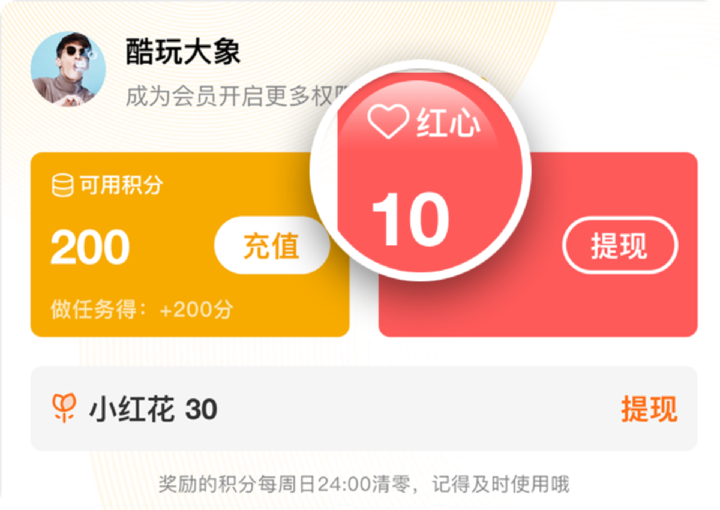 酷玩大象
成为会员开启更多权
红心
可用积分
10
200
充值
提现
做任务得：+200分
小红花 30
提现
奖励的积分每周日24:00清零，记得及时使用哦